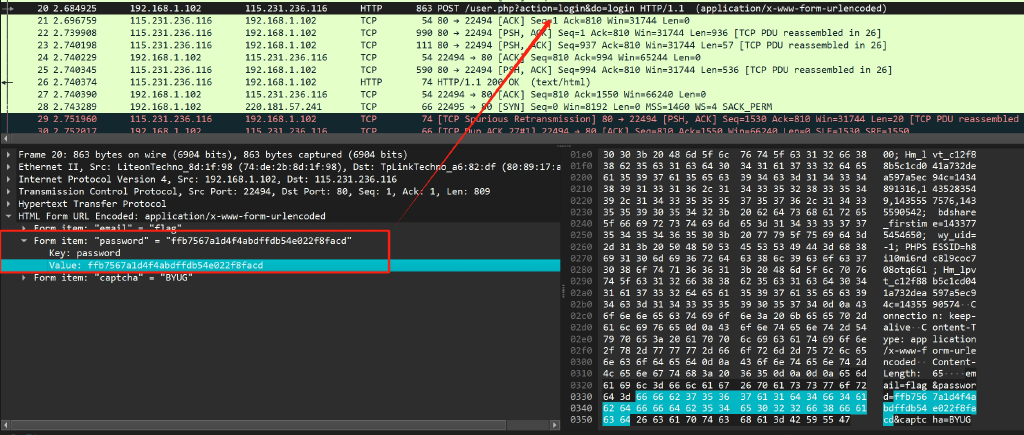 20 2.684925 192.168.1.102 115.231.236.116 HTTP 863 POST /user.php?action=login&do=login HTTP/1.1 (application/x-www-form-urlencoded)
21 2.696759 115.231.236.116 192.168.1.102 TCP 54 80 → 22494 [ACK] Seq=1 Ack=810 Win=31744 Len=0
22 2.739908 115.231.236.116 192.168.1.102 TCP 990 80 → 22494 [PSH, ACK] Seq=1 Ack=810 Win=31744 Len=936 [TCP PDU reassembled in 26]
23 2.740198 115.231.236.116 192.168.1.102 TCP 111 80 → 22494 [PSH, ACK] Seq=937 Ack=810 Win=31744 Len=57 [TCP PDU reassembled in 26]
24 2.740229 192.168.1.102 115.231.236.116 TCP 54 22494 → 80 [ACK] Seq=810 Ack=994 Win=65244 Len=0
25 2.740345 115.231.236.116 192.168.1.102 TCP 590 80 → 22494 [PSH, ACK] Seq=994 Ack=810 Win=31744 Len=536 [TCP PDU reassembled in 26]
26 2.740374 115.231.236.116 192.168.1.102 HTTP 74 HTTP/1.1 200 OK (text/html)
27 2.740390 192.168.1.102 115.231.236.116 TCP 54 22494 → 80 [ACK] Seq=810 Ack=1550 Win=66240 Len=0
28 2.743289 192.168.1.102 220.181.57.241 TCP 66 22495 → 80 [SYN] Seq=0 Win=8192 Len=0 MSS=1460 WS=4 SACK_PERM
29 2.751960 115.231.236.116 192.168.1.102 TCP 74 [TCP Spurious Retransmission] 80 → 22494 [PSH, ACK] Seq=1530 Ack=810 Win=31744 Len=20 [TCP PDU reassembled
30 2.752017 192.168.1.102 115.231.236.116 TCP 66 [TCP Dup ACK 27#1] 22494 → 80 [ACK] Seq=810 Ack=1550 Win=66240 Len=0 SLE=1530 SRE=1550
Frame 20: 863 bytes on wire (6904 bits), 863 bytes captured (6904 bits)
Ethernet II, Src: LiteonTechno_8d:1f:98 (74:de:2b:8d:1f:98), Dst: TpLinkTechno_a6:82:df (80:89:17:a
Internet Protocol Version 4, Src: 192.168.1.102, Dst: 115.231.236.116
Transmission Control Protocol, Src Port: 22494, Dst Port: 80, Seq: 1, Ack: 1, Len: 809
Hypertext Transfer Protocol
HTML Form URL Encoded: application/x-www-form-urlencoded
Form item: "email" = "flag"
Form item: "password" = "ffb7567a1d4f4abdffdb54e022f8facd"
Key: password
Value: ffb7567a1d4f4abdffdb54e022f8facd
Form item: "captcha" = "BYUG"
01e0 30 30 3b 20 48 6d 5f 6c 76 74 5f 63 31 32 66 38 00; Hm_l vt_c12f8
01f0 38 62 35 63 31 63 64 30 34 31 61 37 33 32 64 65 8b5c1cd0 41a732de
0200 61 35 39 37 61 65 35 63 39 34 63 3d 31 34 33 34 a597ae5c 94c=1434
0210 38 39 31 33 31 36 2c 31 34 33 35 32 38 33 35 34 891316,1 43528354
0220 39 2c 31 34 33 35 35 35 37 35 37 36 2c 31 34 33 9,143555 7576,143
0230 35 35 39 30 35 34 32 3b 20 62 64 73 68 61 72 65 5590542; bdshare
0240 5f 66 69 72 73 74 69 6d 65 3d 31 34 33 33 37 37 _firstim e=143377
0250 35 34 35 34 36 35 30 3b 20 77 79 5f 75 69 64 3d 5454650; wy_uid=
0260 2d 31 3b 20 50 48 50 53 45 53 53 49 44 3d 68 38 -1; PHPS ESSID=h8
0270 69 31 30 6d 69 36 72 64 63 38 6c 39 63 6f 63 37 i10mi6rd c8l9coc7
0280 30 38 6f 74 71 36 36 31 3b 20 48 6d 5f 6c 70 76 08otq661 ; Hm_lpv
0290 74 5f 63 31 32 66 38 38 62 35 63 31 63 64 30 34 t_c12f88 b5c1cd04
02a0 31 61 37 33 32 64 65 61 35 39 37 61 65 35 63 39 1a732dea 597a5ec9
02b0 34 63 3d 31 34 33 35 35 39 30 35 37 34 0d 0a 43 4c=14355 90574··C
02c0 6f 6e 6e 65 63 74 69 6f 6e 3a 20 6b 65 65 70 2d onnectio n: keep-
02d0 61 6c 69 76 65 0d 0a 43 6f 6e 74 65 6e 74 2d 54 alive··C ontent-T
02e0 79 70 65 3a 20 61 70 70 6c 69 63 61 74 69 6f 6e ype: app lication
02f0 2f 78 2d 77 77 77 2d 66 6f 72 6d 2d 75 72 6c 65 /x-www-f orm-urle
0300 6e 63 6f 64 65 64 0d 0a 43 6f 6e 74 65 6e 74 2d ncoded·· Content-
0310 4c 65 6e 67 74 68 3a 20 36 35 0d 0a 0d 0a 65 6d Length: 65····em
0320 61 69 6c 3d 66 6c 61 67 26 70 61 73 73 77 6f 72 ail=flag &passwor
0330 64 3d 66 66 62 37 35 36 37 61 31 64 34 66 34 61 d=ffb756 7a1d4f4a
0340 62 64 66 66 64 62 35 34 65 30 32 32 66 38 66 61 bdffdb54 e022f8fa
0350 63 64 26 63 61 70 74 63 68 61 3d 42 59 55 47 cd&captc ha=BYUG